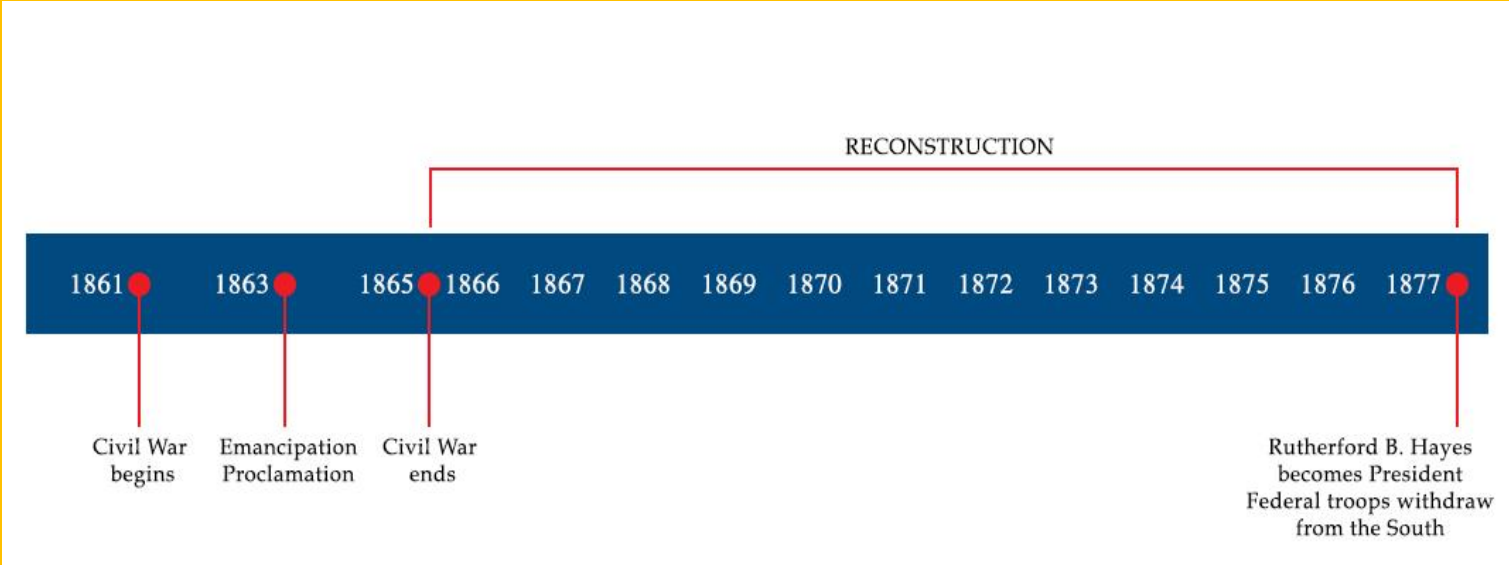 RECONSTRUCTION
1861 1863 1865 1866 1867 1868 1869 1870 1871 1872 1873 1874 1875 1876 1877
Civil War
begins
Emancipation
Proclamation
Civil War
ends
Rutherford B. Hayes
becomes President
Federal troops withdraw
from the South